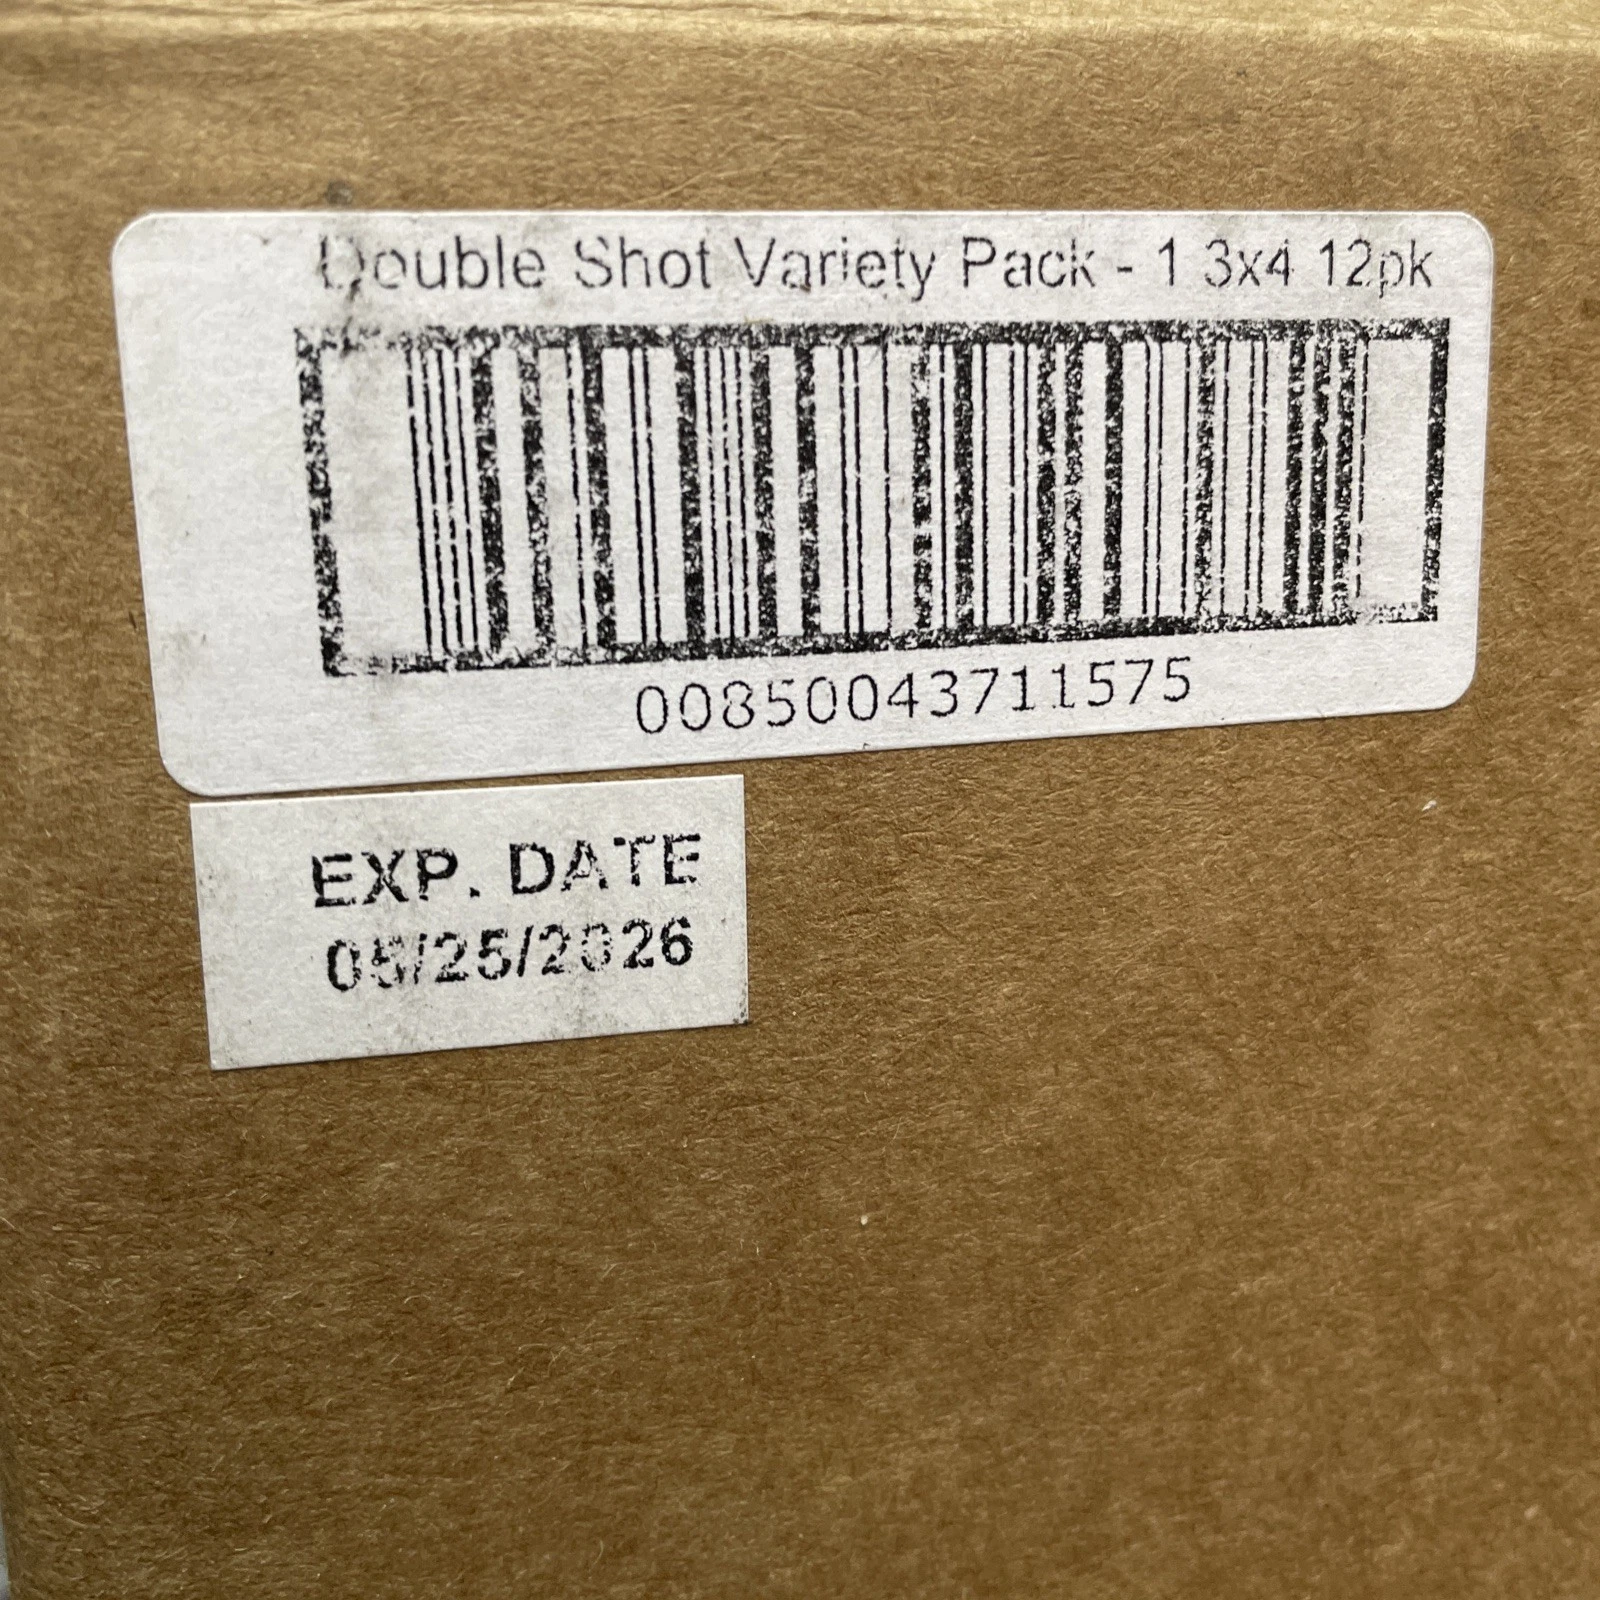 Double Shot Variety Pack - 1 3x4 12pk
00850043711575
EXP. DATE
05/25/2026